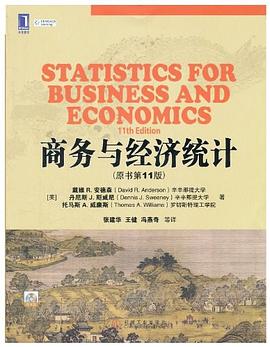 CENGAGE
STATISTICS FOR
BUSINESS AND
ECONOMICS
11th Edition
商务与经济统计
(原书第11版)
戴维 R. 安德森 (David R. Anderson) 辛辛那提大学
[美] 丹尼斯 J. 斯威尼 (Dennis J. Sweeney) 辛辛那提大学 著
托马斯 A. 威廉斯 (Thomas A. Williams) 罗切斯特理工学院
张建华 王健 冯燕奇 等译